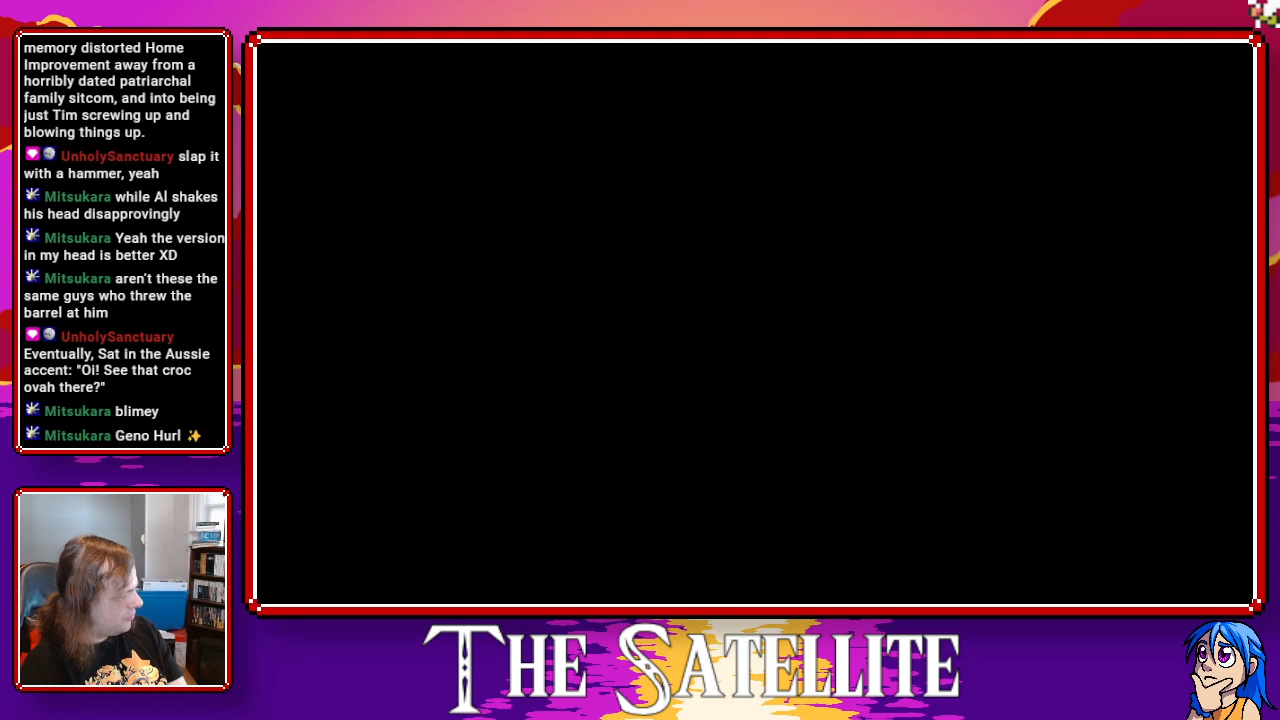 memory distorted Home
Improvement away from a
horribly dated patriarchal
family sitcom, and into being
just Tim screwing up and
blowing things up.
UnholySanctuary slap it
with a hammer, yeah
Mitsukara while Al shakes
his head disapprovingly
Mitsukara Yeah the version
in my head is better XD
Mitsukara aren't these the
same guys who threw the
barrel at him
UnholySanctuary
Eventually, Sat in the Aussie
accent: "Oi! See that croc
ovah there?"
Mitsukara blimey
Mitsukara Geno Hurl ✨
THE SATELLITE